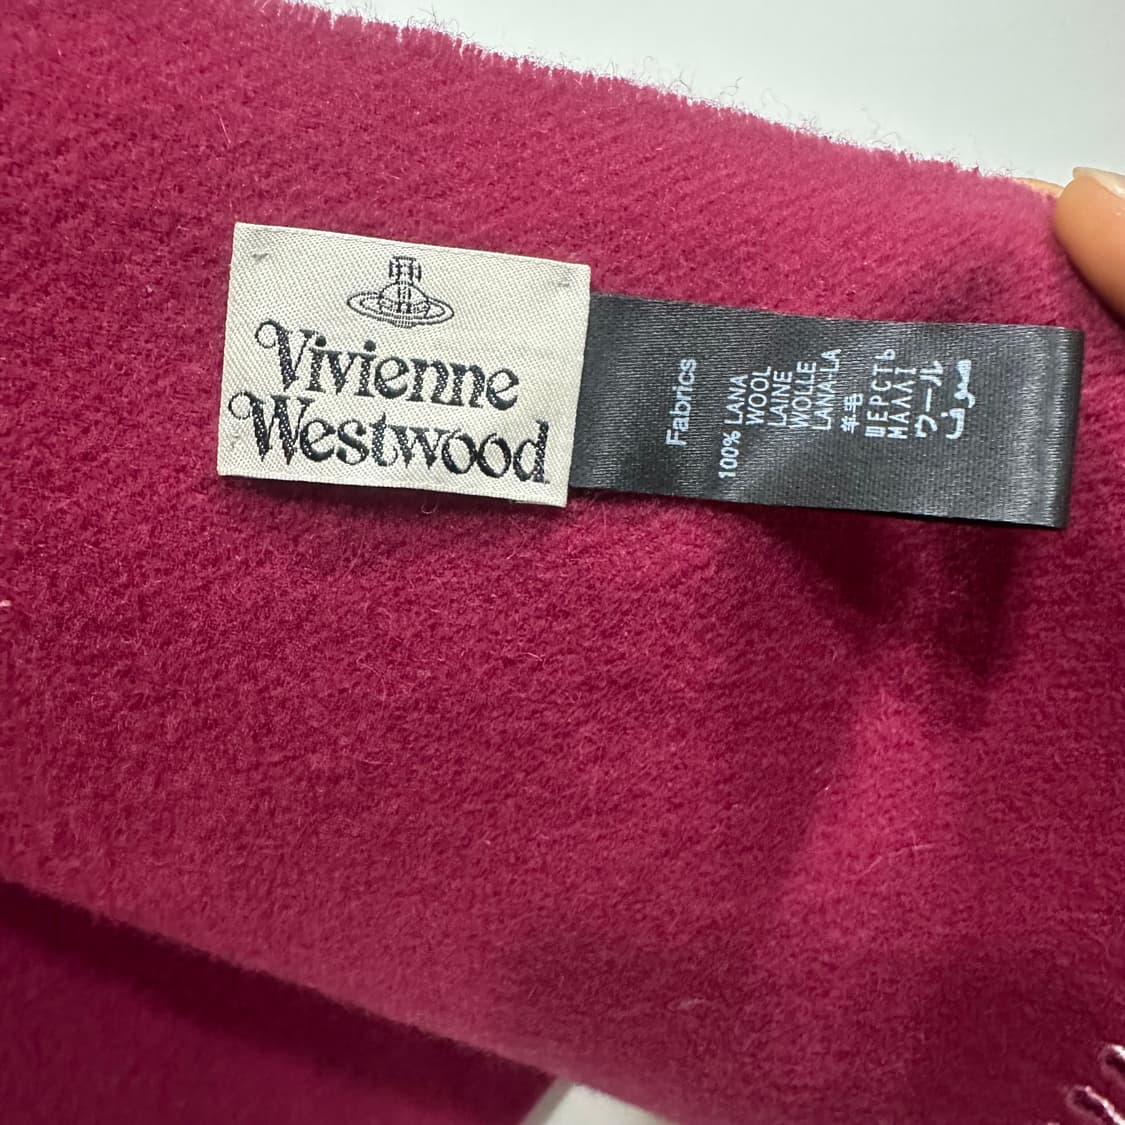 Vivienne
Westwood
Fabrics
100% LANA
WOOL
LAINE
WOLLE
LANA-LA
羊毛
ШЕРСТЬ
ΜΑΛΛΙ
ウール
صوف